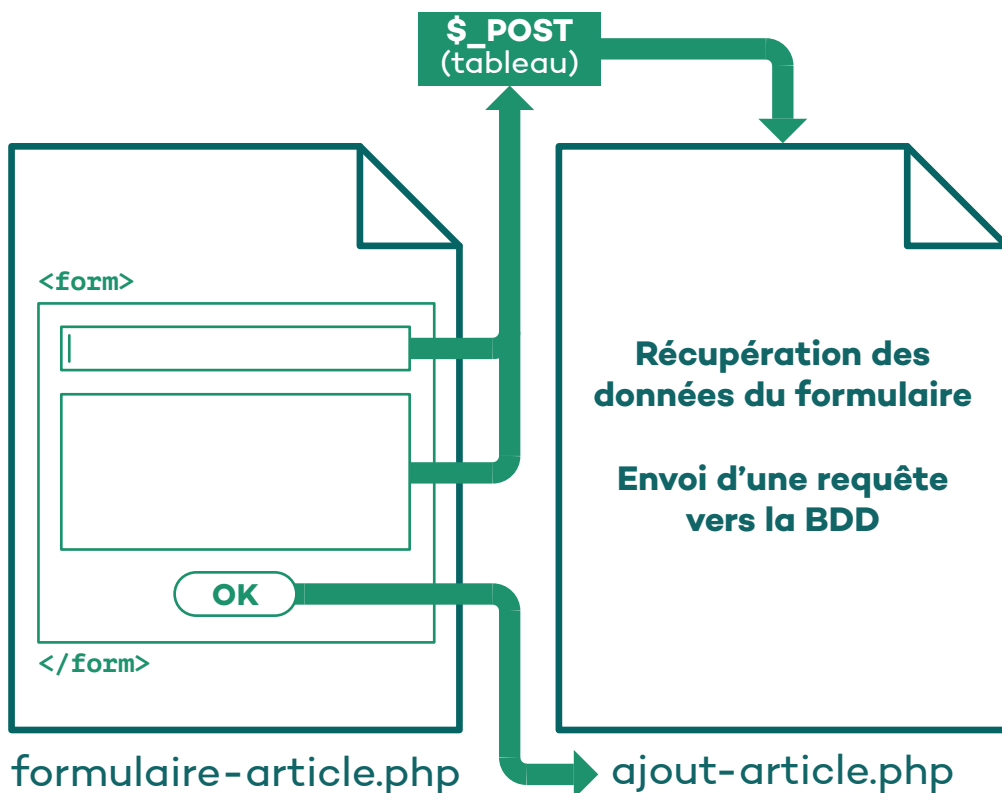 $_POST
(tableau)
<form>
OK
</form>
formulaire-article.php
Récupération des
données du formulaire
Envoi d’une requête
vers la BDD
ajout-article.php